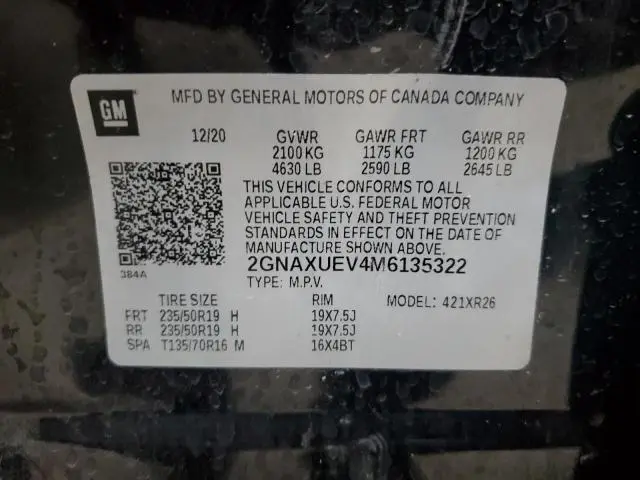 GM
MFD BY GENERAL MOTORS OF CANADA COMPANY
12/20 GVWR GAWR FRT GAWR RR
2100 KG 1175 KG 1200 KG
4630 LB 2590 LB 2645 LB
THIS VEHICLE CONFORMS TO ALL
APPLICABLE U.S. FEDERAL MOTOR
VEHICLE SAFETY AND THEFT PREVENTION
STANDARDS IN EFFECT ON THE DATE OF
MANUFACTURE SHOWN ABOVE.
384A
2GNAXUEV4M6135322
TYPE: M.P.V.
TIRE SIZE RIM MODEL: 421XR26
FRT 235/50R19 H 19X7.5J
RR 235/50R19 H 19X7.5J
SPA T135/70R16 M 16X4BT